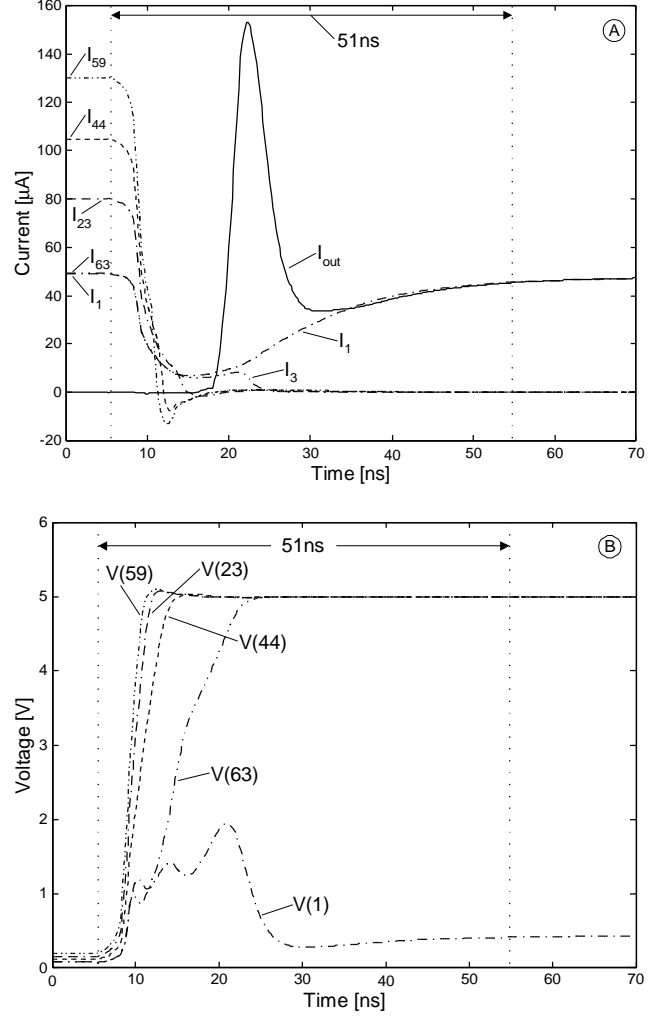 160
140
120
100
80
60
40
20
0
-20
Current [µA]
51ns
A
I59
I44
I23
I63
I1
Iout
I1
I3
0 10 20 30 40 50 60 70
Time [ns]
6
5
4
3
2
1
0
Voltage [V]
51ns
B
V(59)
V(23)
V(44)
V(63)
V(1)
0 10 20 30 40 50 60 70
Time [ns]